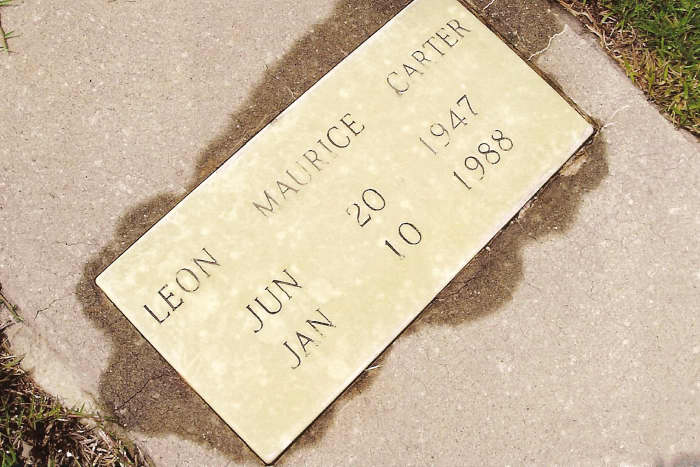 LEON MAURICE CARTER
JUN 20 1947
JAN 10 1988